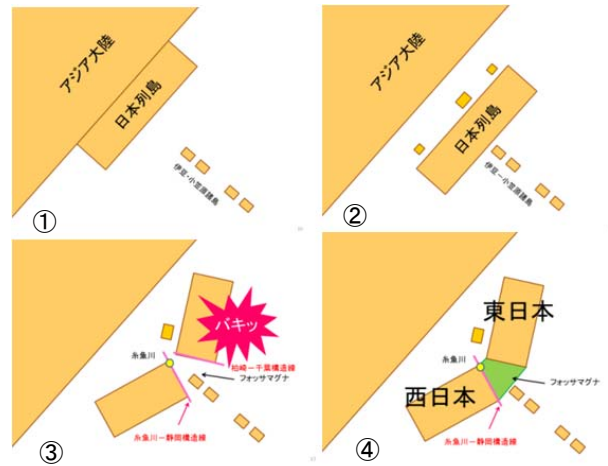 アジア大陸
日本列島
伊豆・小笠原諸島
①
アジア大陸
日本列島
伊豆－小笠原諸島
②
バキッ
糸魚川
柏崎－千葉構造線
フォッサマグナ
糸魚川－静岡構造線
③
東日本
糸魚川
フォッサマグナ
西日本
糸魚川－静岡構造線
④